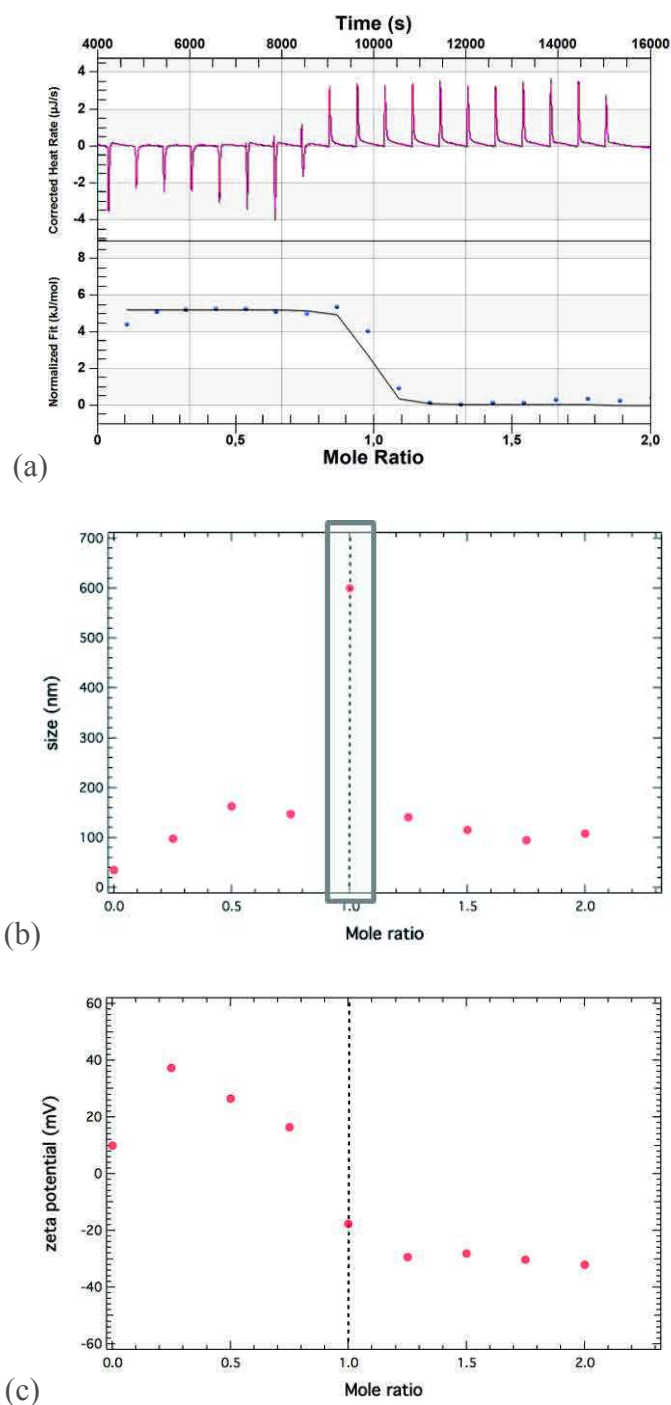 Time (s)
4000 6000 8000 10000 12000 14000 16000
Corrected Heat Rate (µJ/s)
4
2
0
-2
-4
Normalized Fit (kJ/mol)
8
6
4
2
0
0 0,5 1,0 1,5 2,0
Mole Ratio
(a)
size (nm)
700
600
500
400
300
200
100
0
0.0 0.5 1.0 1.5 2.0
Mole ratio
(b)
zeta potential (mV)
60
40
20
0
-20
-40
-60
0.0 0.5 1.0 1.5 2.0
Mole ratio
(c)